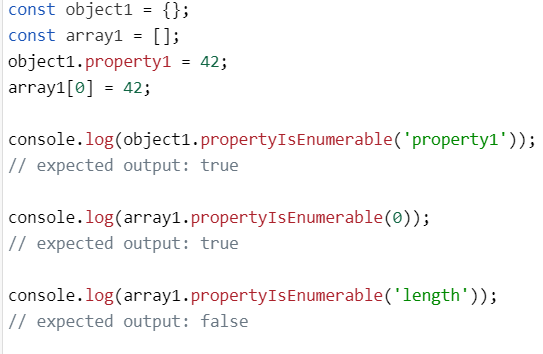 const object1 = {};
const array1 = [];
object1.property1 = 42;
array1[0] = 42;
console.log(object1.propertyIsEnumerable('property1'));
// expected output: true
console.log(array1.propertyIsEnumerable(0));
// expected output: true
console.log(array1.propertyIsEnumerable('length'));
// expected output: false